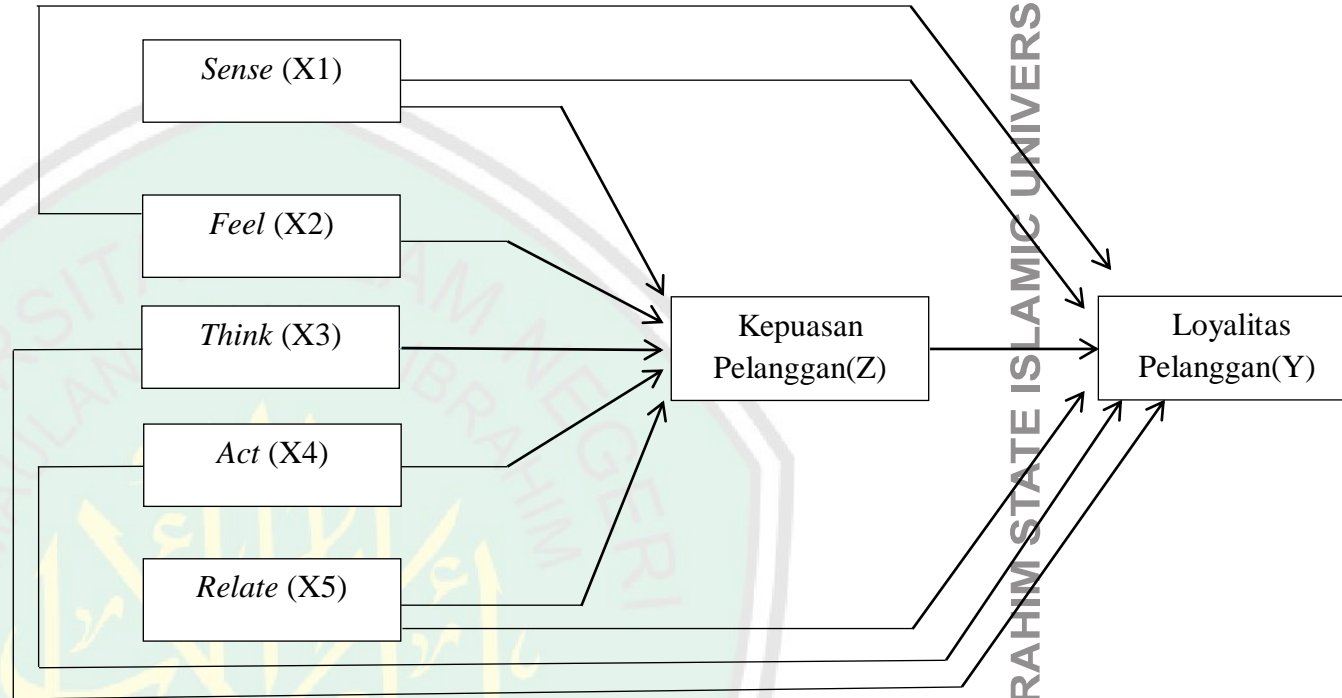 Sense (X1)
Feel (X2)
Think (X3)
Act (X4)
Relate (X5)
Kepuasan
Pelanggan(Z)
Loyalitas
Pelanggan(Y)
RAHIM STATE ISLAMIC UNIVERS